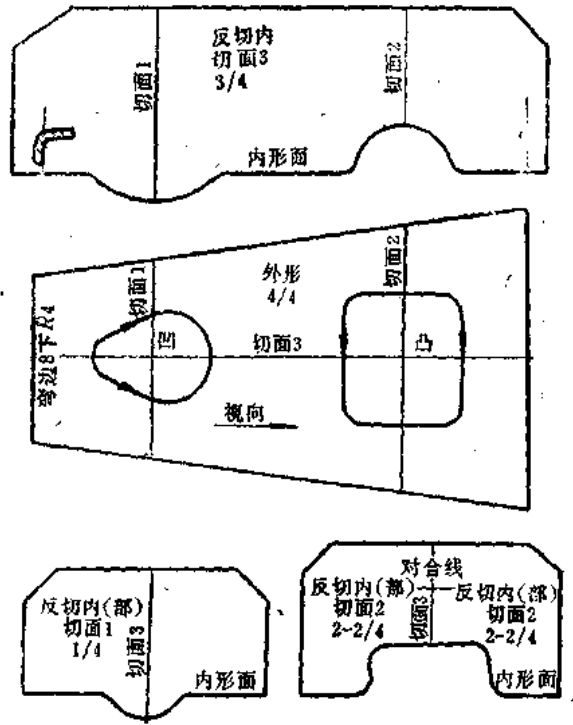 反切内
切面3
3/4
切面1
切面2
内形面
切面1
外形
4/4
切面2
弯边8下R4
凹
切面3
凸
视向
反切内(部)
切面1
1/4
切面3
内形面
对合线
反切内(部)
切面2
2-2/4
切面3
反切内(部)
切面2
2-2/4
内形面